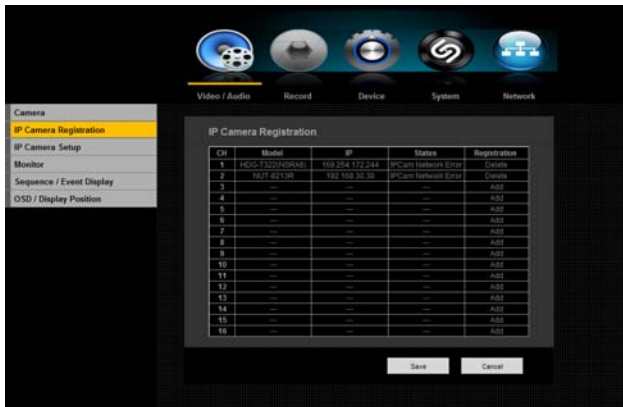 Video / Audio Record Device System Network
Camera
IP Camera Registration
IP Camera Setup
Monitor
Sequence / Event Display
OSD / Display Position
IP Camera Registration
CH Model IP Status Registration
1 HDG-T322(NSRAB) 169.254.172.244 IPCam Network Error Delete
2 NUT-8213R 192.168.30.30 IPCam Network Error Delete
3 --- --- --- Add
4 --- --- --- Add
5 --- --- --- Add
6 --- --- --- Add
7 --- --- --- Add
8 --- --- --- Add
9 --- --- --- Add
10 --- --- --- Add
11 --- --- --- Add
12 --- --- --- Add
13 --- --- --- Add
14 --- --- --- Add
15 --- --- --- Add
16 --- --- --- Add
Save Cancel